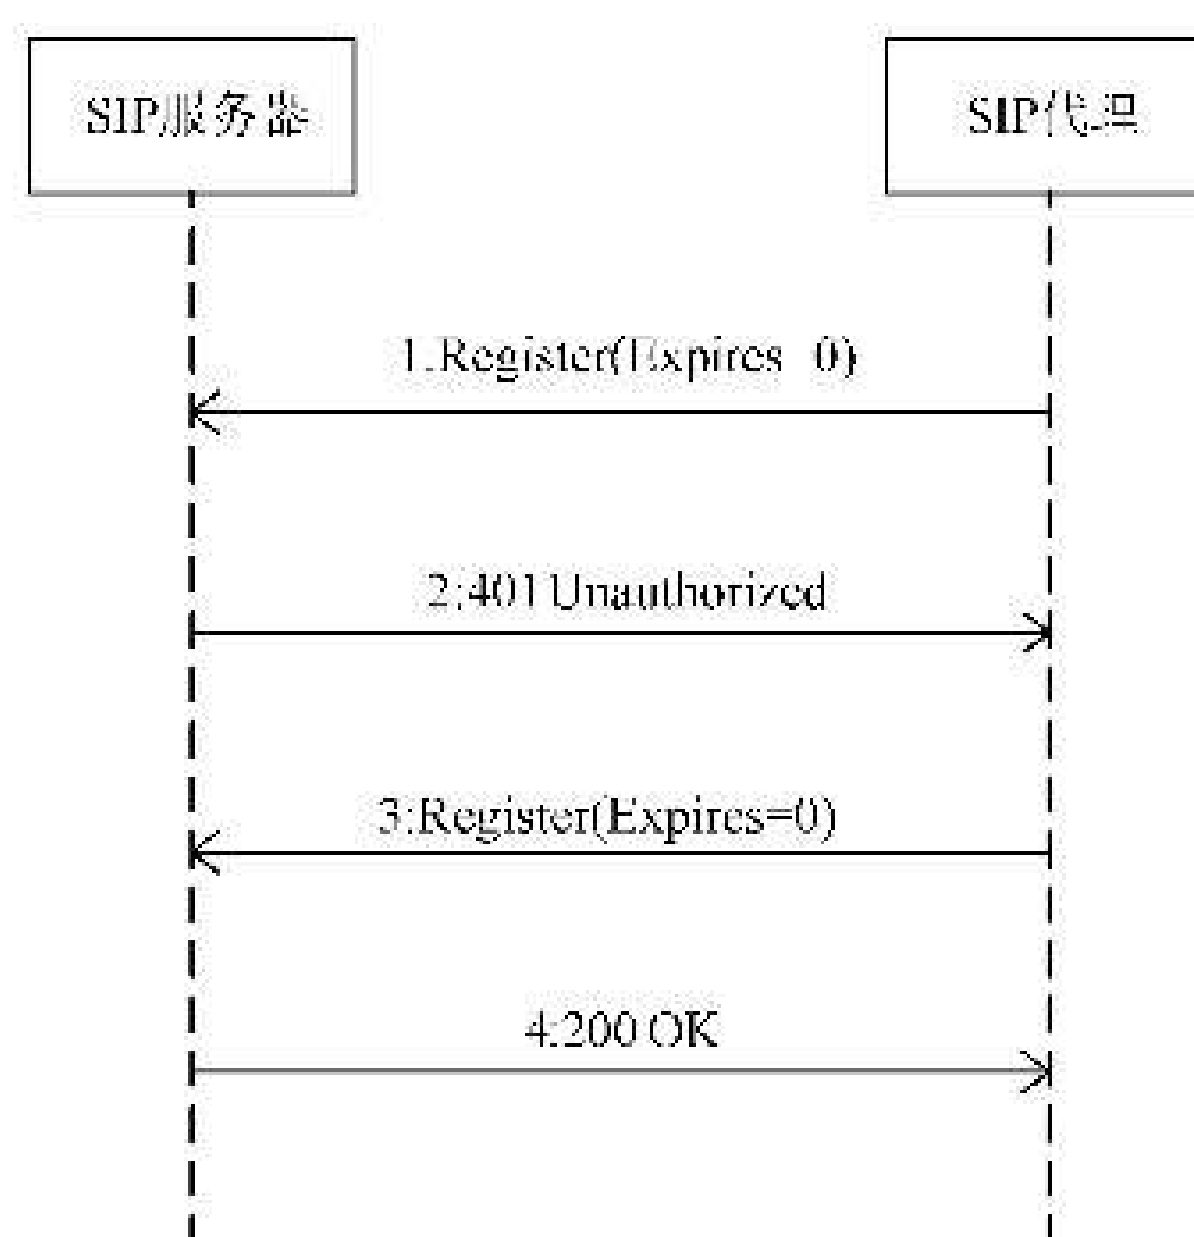 SIP服务器
SIP代理
1:Register(Expires=0)
2:401 Unauthorized
3:Register(Expires=0)
4:200 OK